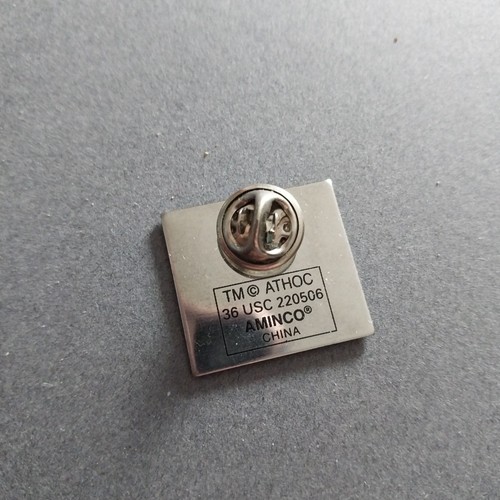 TM © ATHOC
36 USC 220506
AMINCO®
CHINA